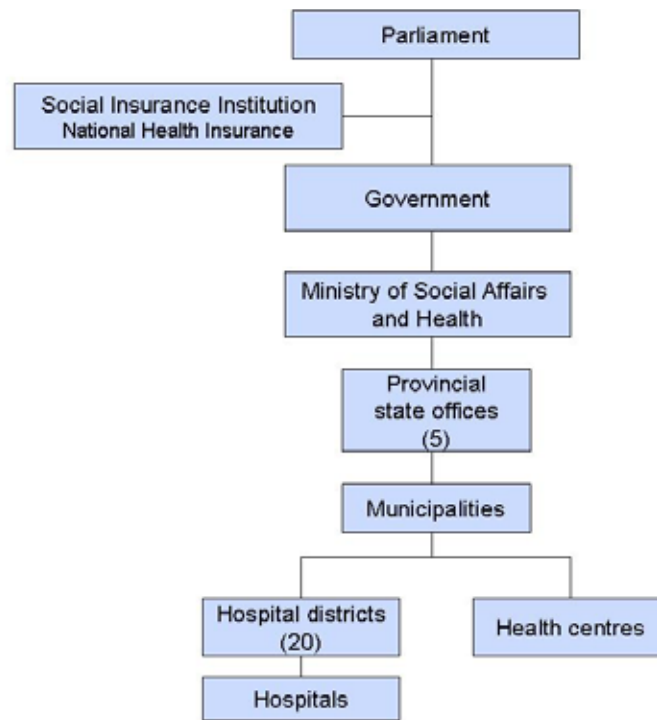 Parliament
Social Insurance Institution
National Health Insurance
Government
Ministry of Social Affairs
and Health
Provincial
state offices
(5)
Municipalities
Hospital districts
(20)
Health centres
Hospitals